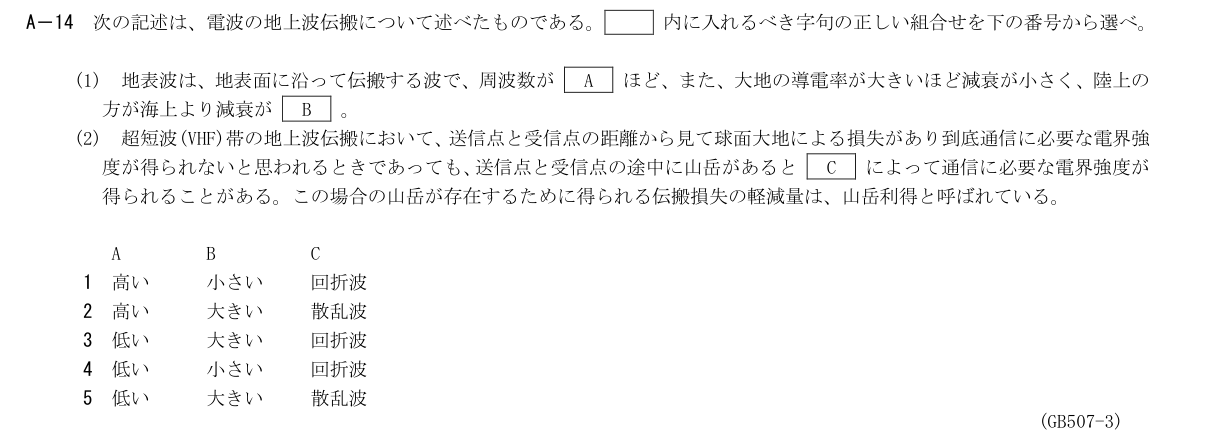 A－14 次の記述は、電波の地上波伝搬について述べたものである。 内に入れるべき字句の正しい組合せを下の番号から選べ。
(1) 地表波は、地表面に沿って伝搬する波で、周波数が A ほど、また、大地の導電率が大きいほど減衰が小さく、陸上の
方が海上より減衰が B 。
(2) 超短波(VHF)帯の地上波伝搬において、送信点と受信点の距離から見て球面大地による損失があり到底通信に必要な電界強
度が得られないと思われるときであっても、送信点と受信点の途中に山岳があると C によって通信に必要な電界強度が
得られることがある。この場合の山岳が存在するために得られる伝搬損失の軽減量は、山岳利得と呼ばれている。
A B C
1 高い 小さい 回折波
2 高い 大きい 散乱波
3 低い 大きい 回折波
4 低い 小さい 回折波
5 低い 大きい 散乱波
(GB507-3)